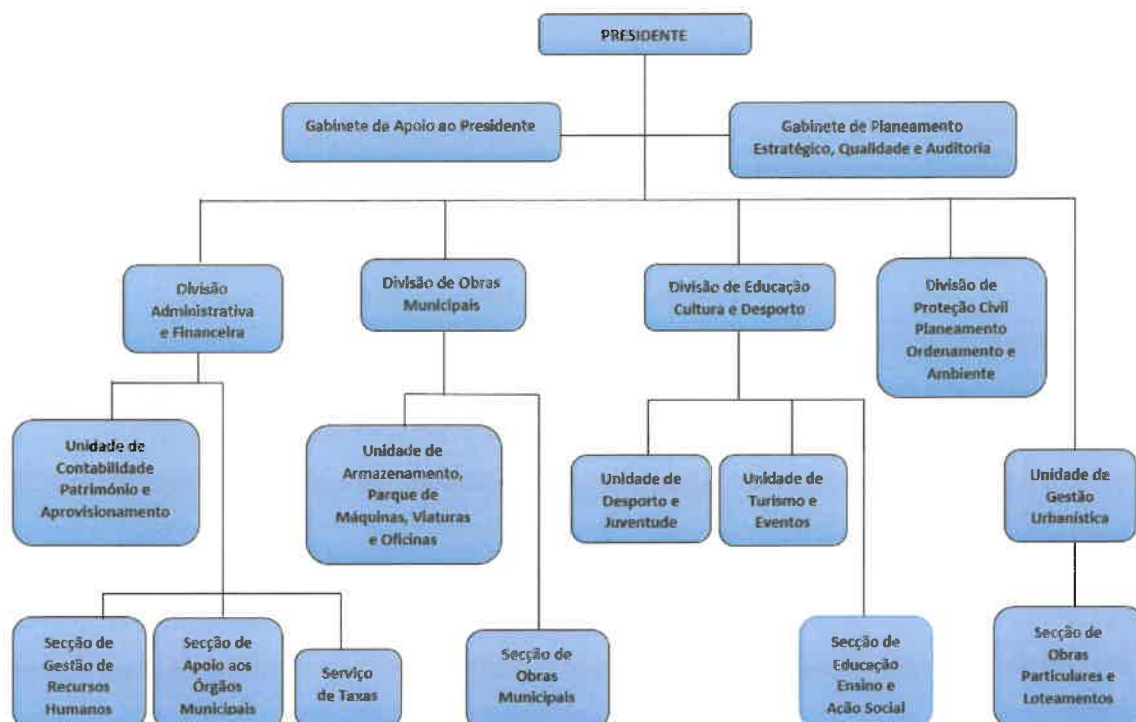 PRESIDENTE
Gabinete de Apoio ao Presidente
Gabinete de Planeamento
Estratégico, Qualidade e Auditoria
Divisão
Administrativa
e Financeira
Divisão de Obras
Municipais
Divisão de Educação
Cultura e Desporto
Divisão de
Proteção Civil
Planeamento
Ordenamento e
Ambiente
Unidade de
Contabilidade
Património e
Aprovisionamento
Unidade de
Armazenamento,
Parque de
Máquinas, Viaturas
e Oficinas
Unidade de
Desporto e
Juventude
Unidade de
Turismo e
Eventos
Unidade de
Gestão
Urbanística
Secção de
Gestão de
Recursos
Humanos
Secção de
Apoio aos
Órgãos
Municipais
Serviço
de Taxas
Secção de
Obras
Municipais
Secção de
Educação
Ensino e
Ação Social
Secção de
Obras
Particulares e
Loteamentos